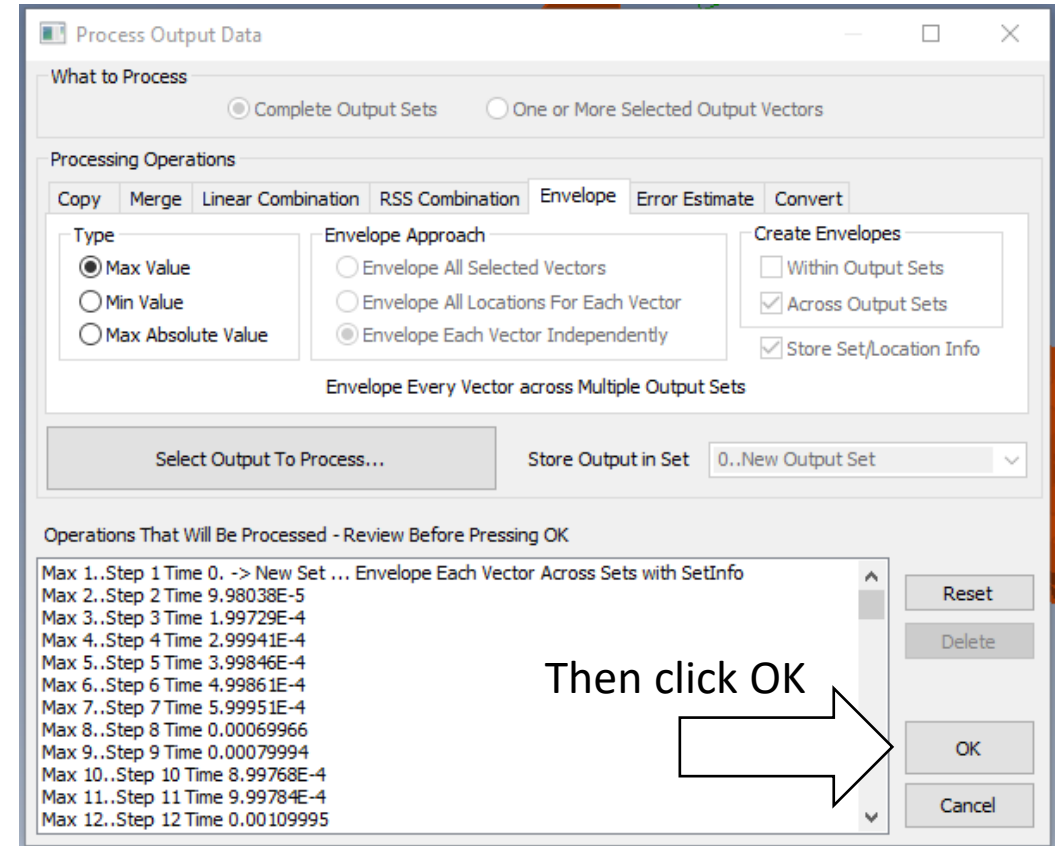 Process Output Data
What to Process
Complete Output Sets
One or More Selected Output Vectors
Processing Operations
Copy Merge Linear Combination RSS Combination Envelope Error Estimate Convert
Type
Max Value
Min Value
Max Absolute Value
Envelope Approach
Envelope All Selected Vectors
Envelope All Locations For Each Vector
Envelope Each Vector Independently
Create Envelopes
Within Output Sets
Across Output Sets
Store Set/Location Info
Envelope Every Vector across Multiple Output Sets
Select Output To Process...
Store Output in Set
0..New Output Set
Operations That Will Be Processed - Review Before Pressing OK
Max 1..Step 1 Time 0. -> New Set ... Envelope Each Vector Across Sets with SetInfo
Max 2..Step 2 Time 9.98038E-5
Max 3..Step 3 Time 1.99729E-4
Max 4..Step 4 Time 2.99941E-4
Max 5..Step 5 Time 3.99846E-4
Max 6..Step 6 Time 4.99861E-4
Max 7..Step 7 Time 5.99951E-4
Max 8..Step 8 Time 0.00069966
Max 9..Step 9 Time 0.00079994
Max 10..Step 10 Time 8.99768E-4
Max 11..Step 11 Time 9.99784E-4
Max 12..Step 12 Time 0.00109995
Then click OK
Reset
Delete
OK
Cancel